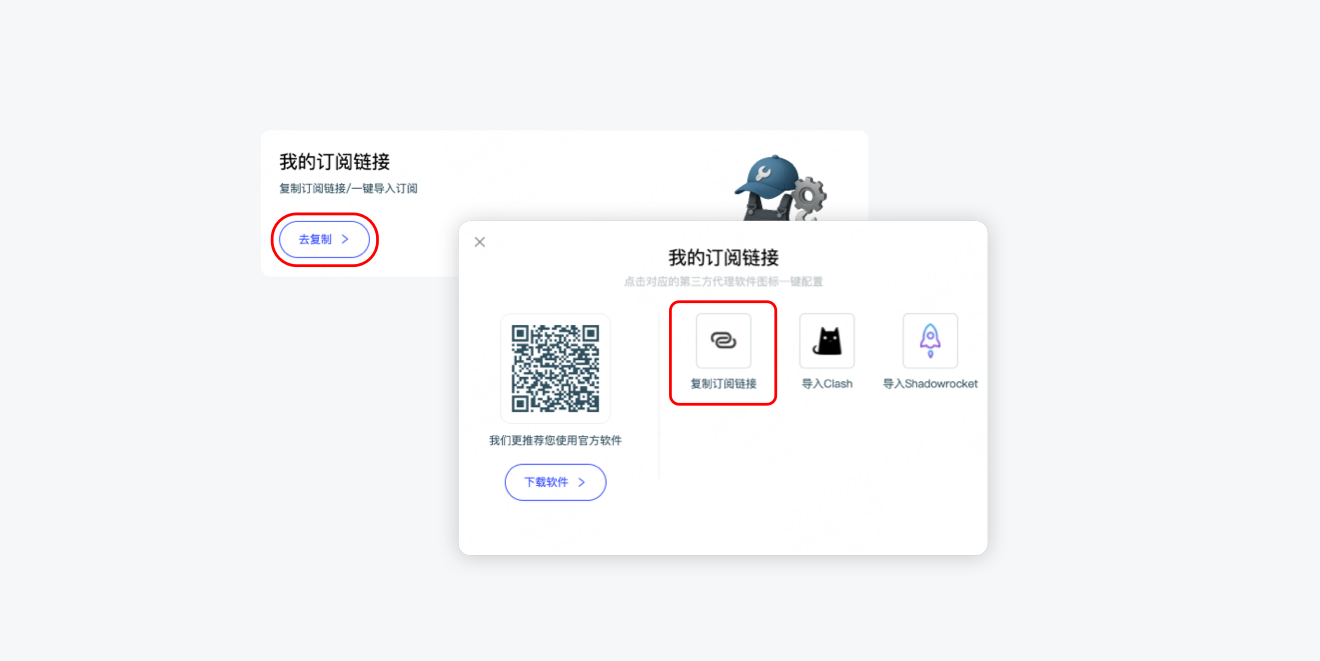 我的订阅链接
复制订阅链接/一键导入订阅
去复制
我的订阅链接
点击对应的第三方代理软件图标一键配置
复制订阅链接
导入Clash
导入Shadowrocket
我们更推荐您使用官方软件
下载软件